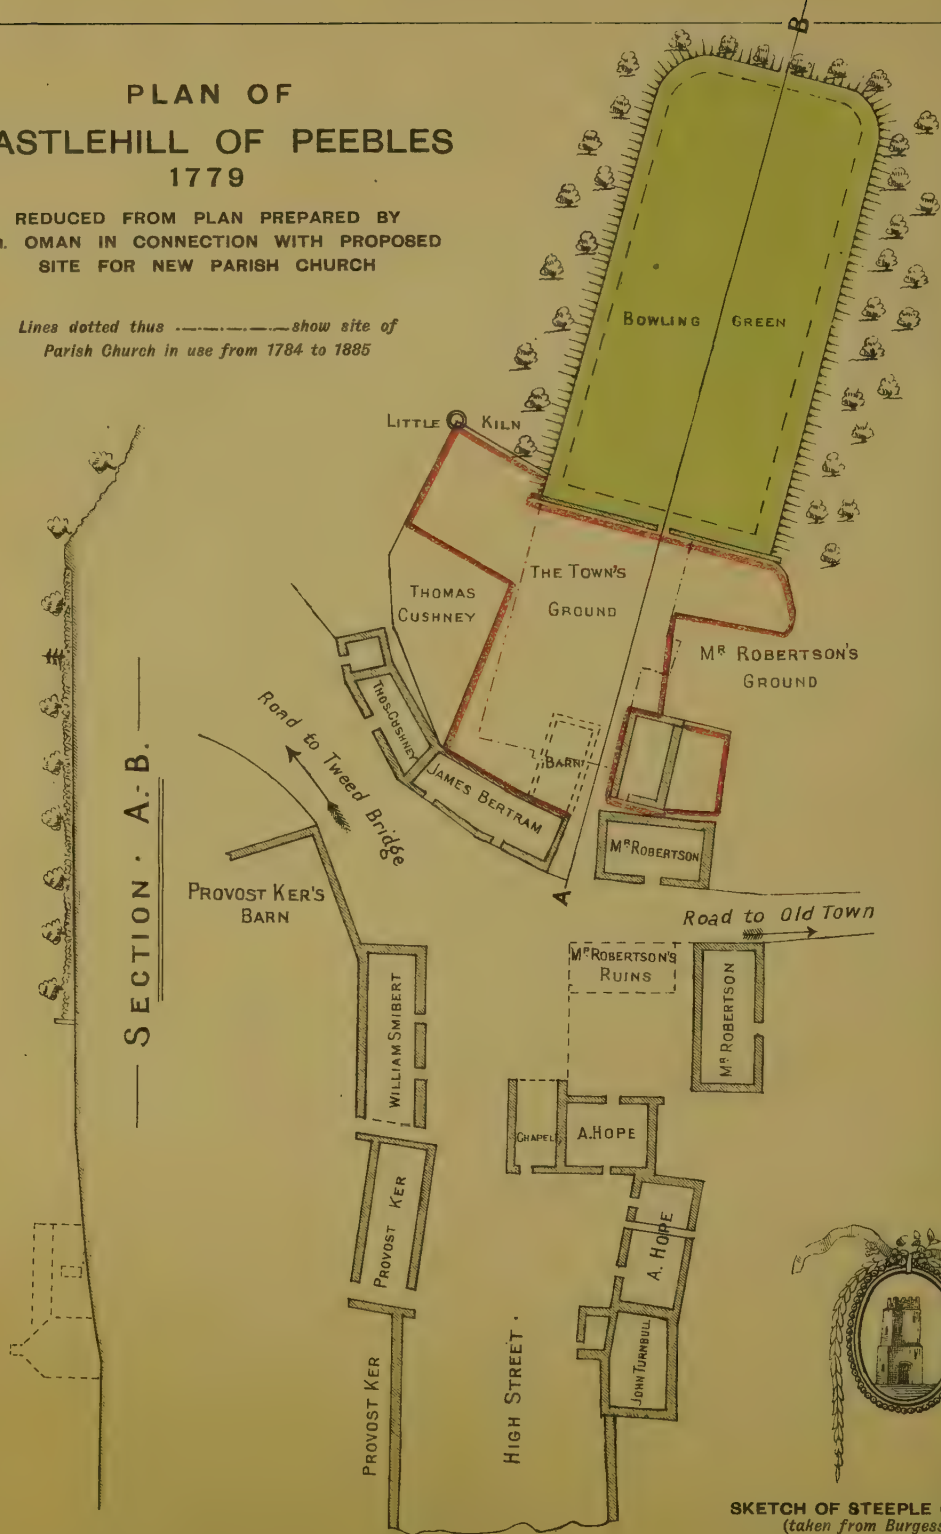 B
PLAN OF
ASTLEHILL OF PEEBLES
1779
REDUCED FROM PLAN PREPARED BY
OMAN IN CONNECTION WITH PROPOSED
SITE FOR NEW PARISH CHURCH
Lines dotted thus show site of
Parish Church in use from 1784 to 1885
BOWLING GREEN
LITTLE KILN
THOMAS
CUSHNEY
THE TOWN'S
GROUND
MR ROBERTSON'S
GROUND
THOS. CUSHNEY
Road to Tweed Bridge
JAMES BERTRAM
BARN
MR ROBERTSON
A
SECTION . A.-B.
PROVOST KER'S
BARN
Road to Old Town
MR ROBERTSON'S
RUINS
MR ROBERTSON
WILLIAM SMIBERT
CHAPEL
A. HOPE
PROVOST KER
A. HOPE
JOHN TURNBULL
PROVOST KER
HIGH STREET.
SKETCH OF STEEPLE
(taken from Burgess